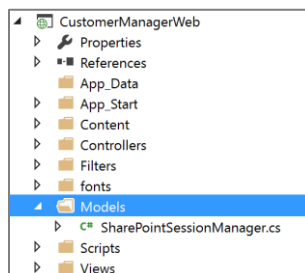 CustomerManagerWeb
Properties
References
App_Data
App_Start
Content
Controllers
Filters
fonts
Models
C# SharePointSessionManager.cs
Scripts
Views